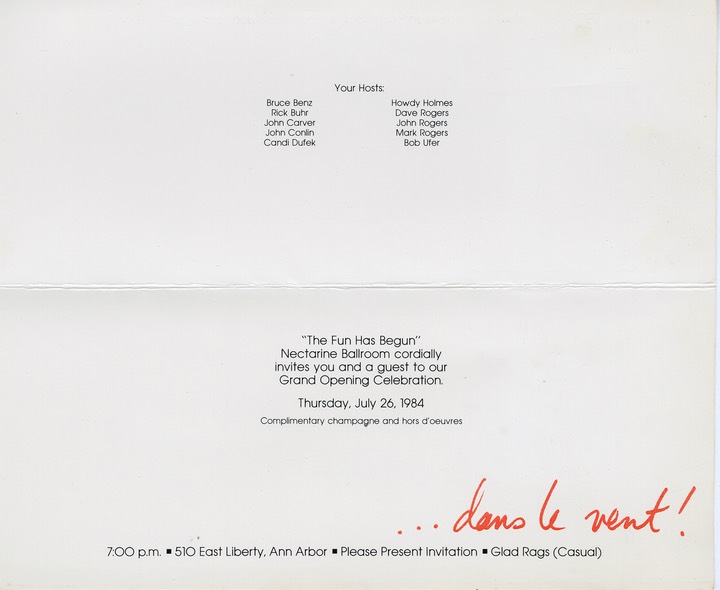 Your Hosts:
Bruce Benz
Rick Buhr
John Carver
John Conlin
Candi Dufek
Howdy Holmes
Dave Rogers
John Rogers
Mark Rogers
Bob Ufer
"The Fun Has Begun"
Nectarine Ballroom cordially
invites you and a guest to our
Grand Opening Celebration.
Thursday, July 26, 1984
Complimentary champagne and hors d'oeuvres
... dans le vent!
7:00 p.m. ■ 510 East Liberty, Ann Arbor ■ Please Present Invitation ■ Glad Rags (Casual)